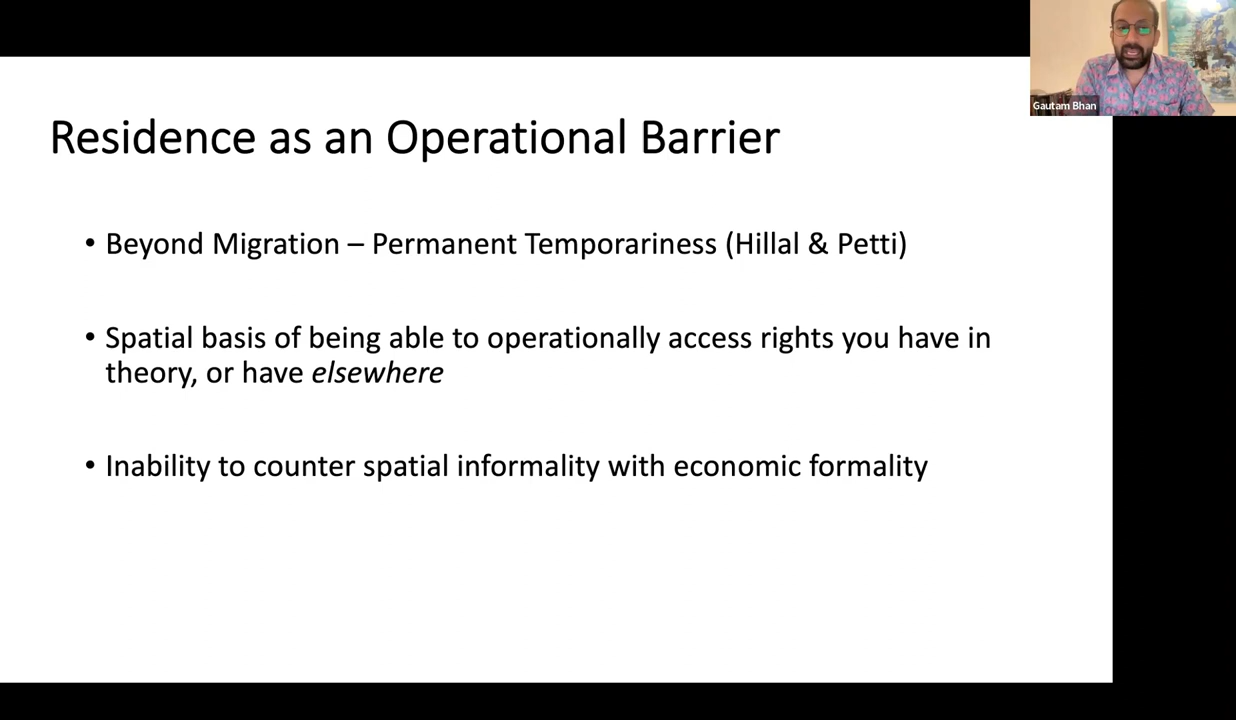 Gautam Bhan
Residence as an Operational Barrier
• Beyond Migration – Permanent Temporariness (Hillal & Petti)
• Spatial basis of being able to operationally access rights you have in
theory, or have elsewhere
• Inability to counter spatial informality with economic formality